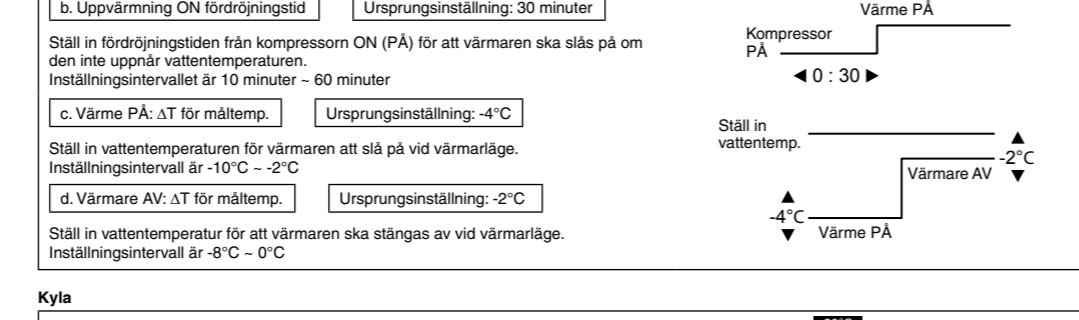 b. Uppvärmning ON fördröjningstid
Ursprungsinställning: 30 minuter
Ställ in fördröjningstiden från kompressorn ON (PÅ) för att värmaren ska slås på om
den inte uppnår vattentemperaturen.
Inställningsintervallet är 10 minuter ~ 60 minuter
Värme PÅ
Kompressor
PÅ
◀ 0 : 30 ▶
c. Värme PÅ: ΔT för måltemp.
Ursprungsinställning: -4°C
Ställ in vattentemperaturen för värmaren att slå på vid värmarläge.
Inställningsintervall är -10°C ~ -2°C
d. Värmare AV: ΔT för måltemp.
Ursprungsinställning: -2°C
Ställ in vattentemperatur för att värmaren ska stängas av vid värmarläge.
Inställningsintervall är -8°C ~ 0°C
Ställ in
vattentemp.
▲
-2°C
▼
Värmare AV
▲
-4°C
▼
Värme PÅ
Kyla